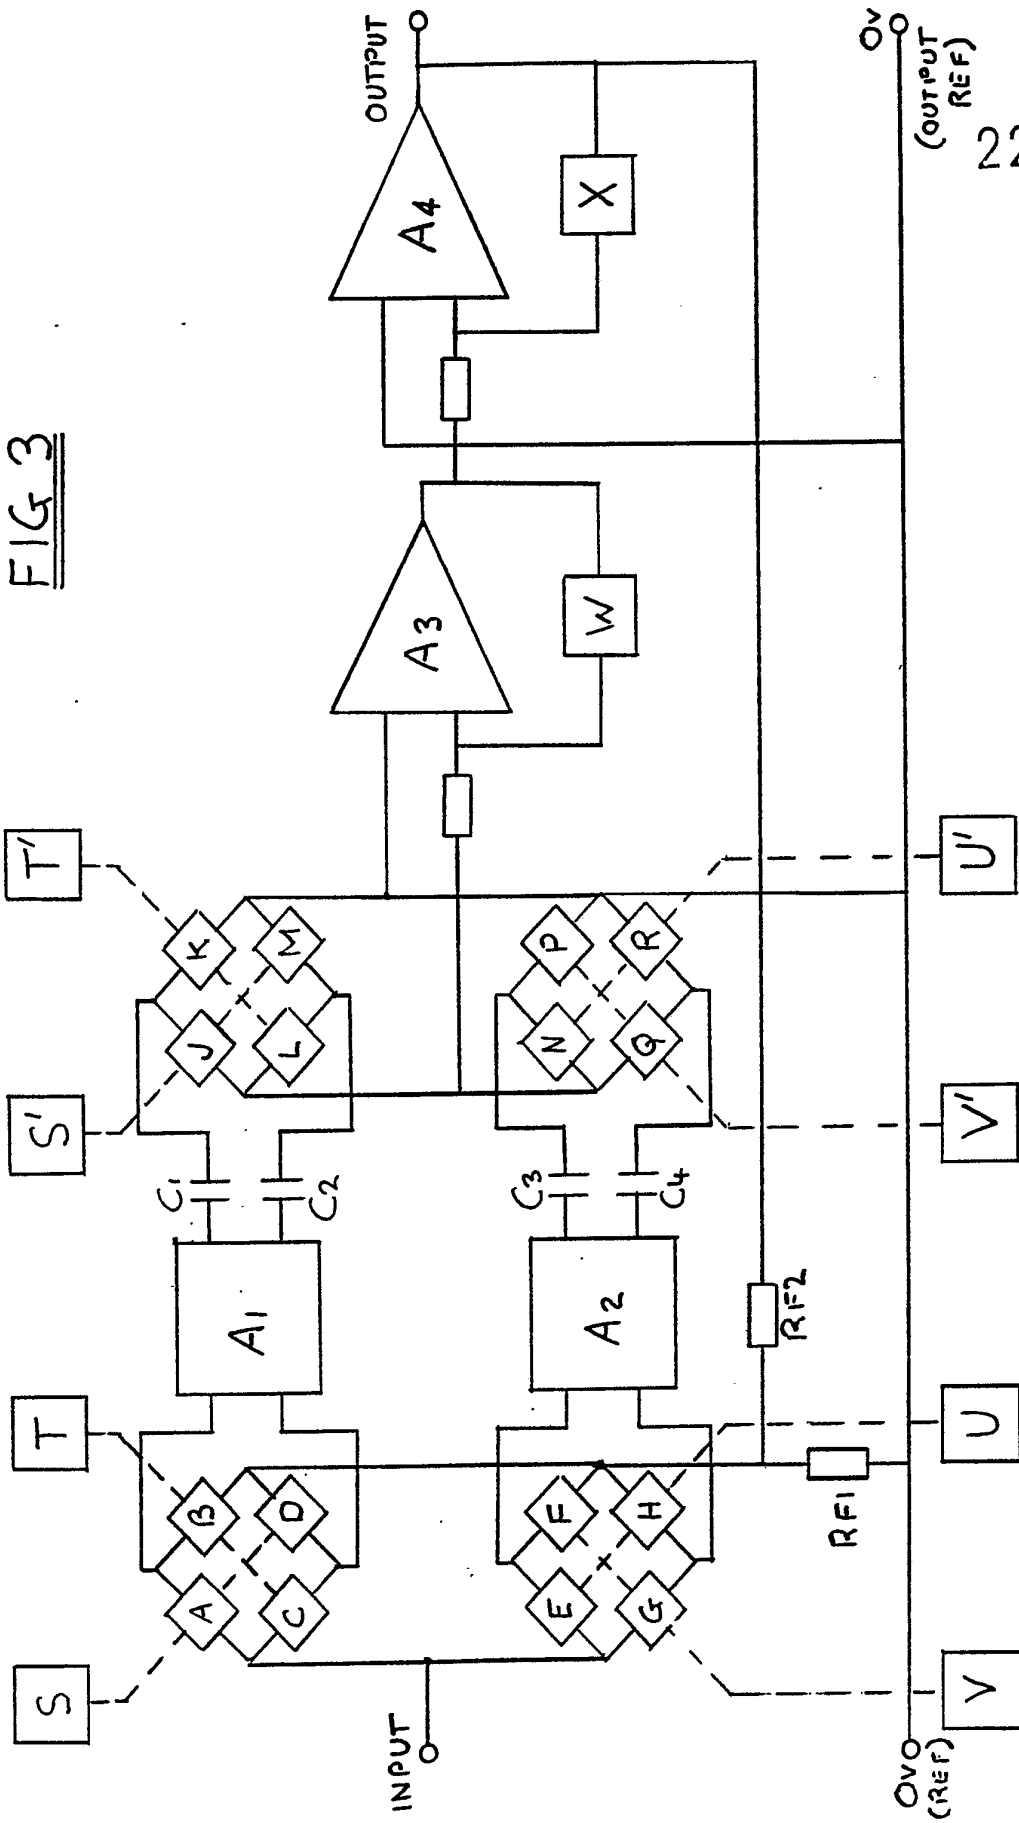 FIG 3
S
T
S'
T'
A
B
C
D
A1
C1
C2
J
K
L
M
INPUT
A3
W
A4
X
OUTPUT
E
F
G
H
A2
C3
C4
N
P
Q
R
RF2
RF1
0V
(REF)
0V
(OUTPUT
REF)
V
U
V'
U'
22